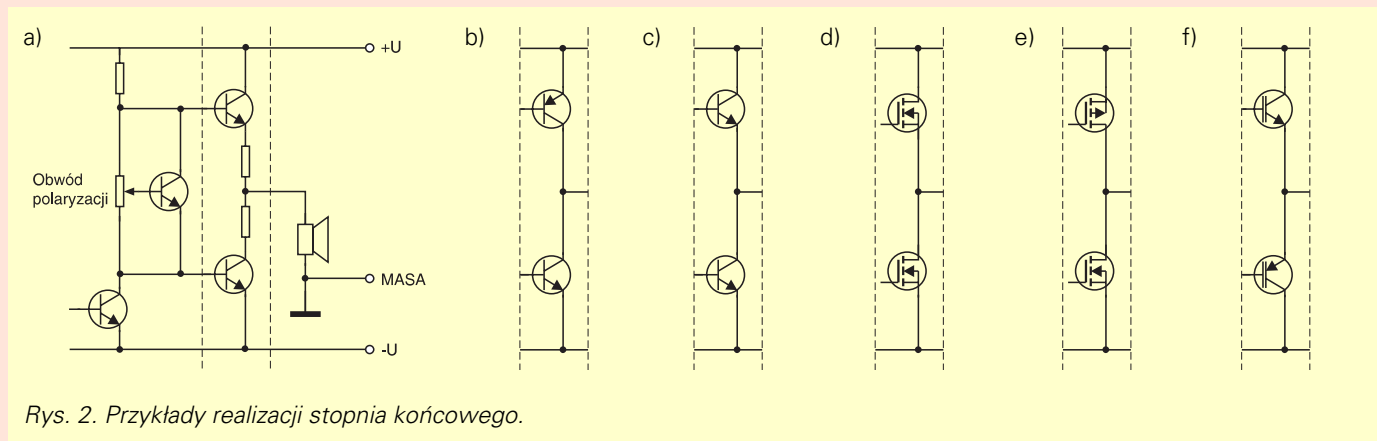 a)
b)
c)
d)
e)
f)
+U
Obwód
polaryzacji
MASA
-U
Rys. 2. Przykłady realizacji stopnia końcowego.